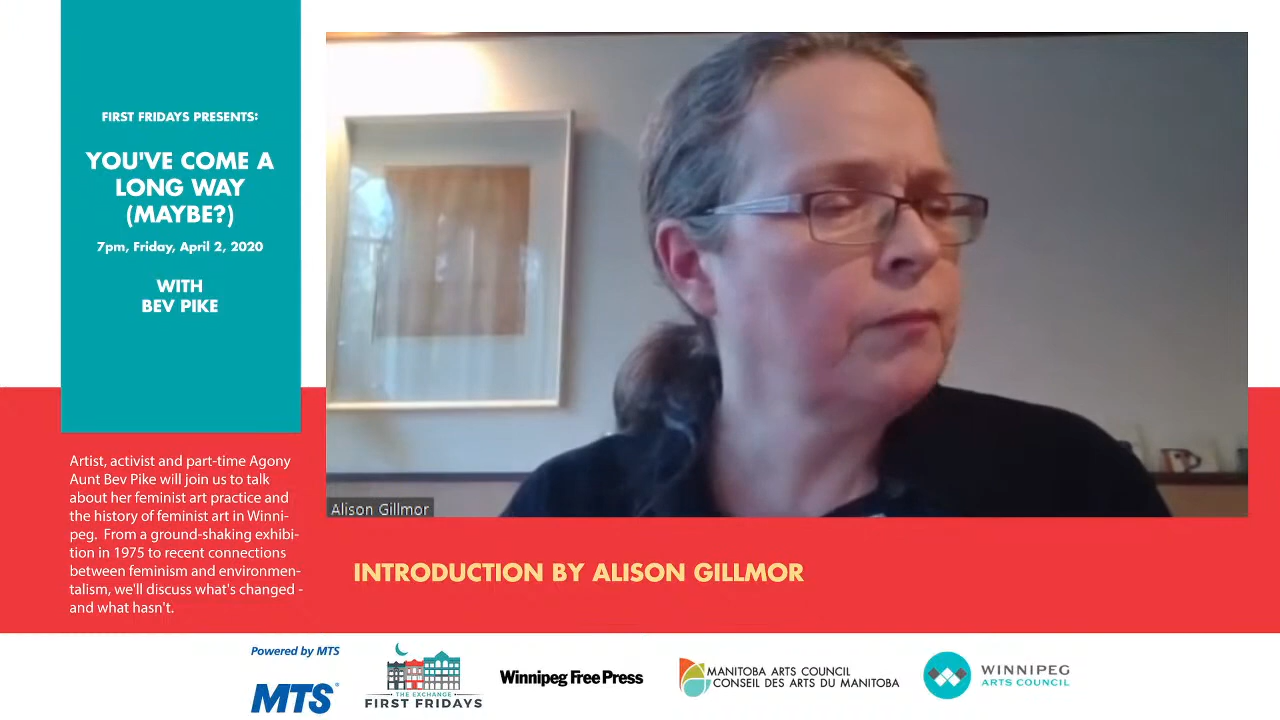 FIRST FRIDAYS PRESENTS:
YOU'VE COME A
LONG WAY
(MAYBE?)
7pm, Friday, April 2, 2020
WITH
BEV PIKE
Artist, activist and part-time Agony
Aunt Bev Pike will join us to talk
about her feminist art practice and
the history of feminist art in Winni-
peg. From a ground-shaking exhibi-
tion in 1975 to recent connections
between feminism and environmen-
talism, we'll discuss what's changed -
and what hasn't.
Alison Gillmor
INTRODUCTION BY ALISON GILLMOR
Powered by MTS
MTS
THE EXCHANGE
FIRST FRIDAYS
Winnipeg Free Press
MANITOBA ARTS COUNCIL
CONSEIL DES ARTS DU MANITOBA
WINNIPEG
ARTS COUNCIL